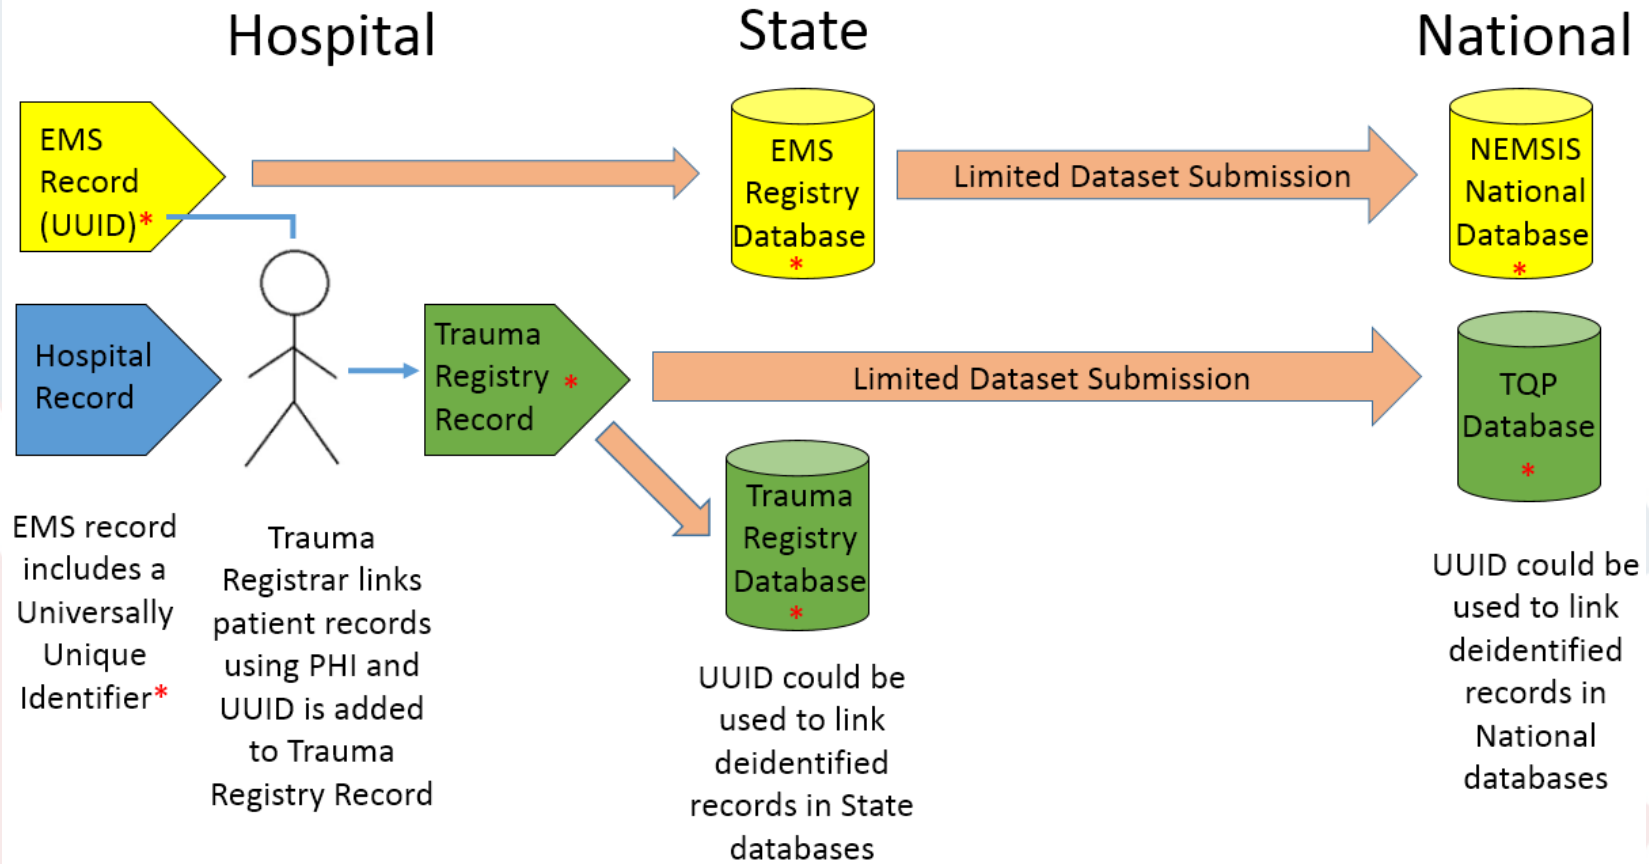 Hospital
State
National
EMS
Record
(UUID)*
EMS
Registry
Database
*
Limited Dataset Submission
NEMSIS
National
Database
*
Hospital
Record
Trauma
Registry *
Record
Limited Dataset Submission
TQP
Database
*
Trauma
Registry
Database
*
EMS record
includes a
Universally
Unique
Identifier*
Trauma
Registrar links
patient records
using PHI and
UUID is added
to Trauma
Registry Record
UUID could be
used to link
deidentified
records in State
databases
UUID could be
used to link
deidentified
records in
National
databases